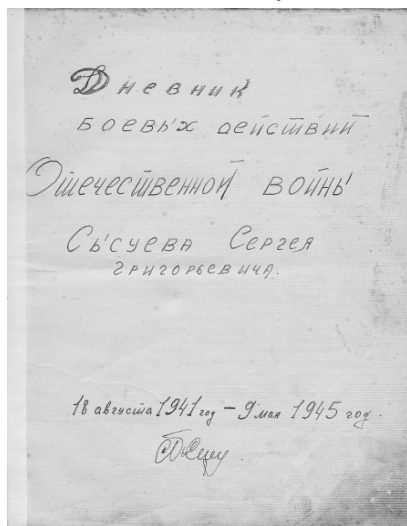 Дневник
боевых действий
Отечественной войны
Сысуева Сергея
Григорьевича.
18 августа 1941 год – 9 мая 1945 год.